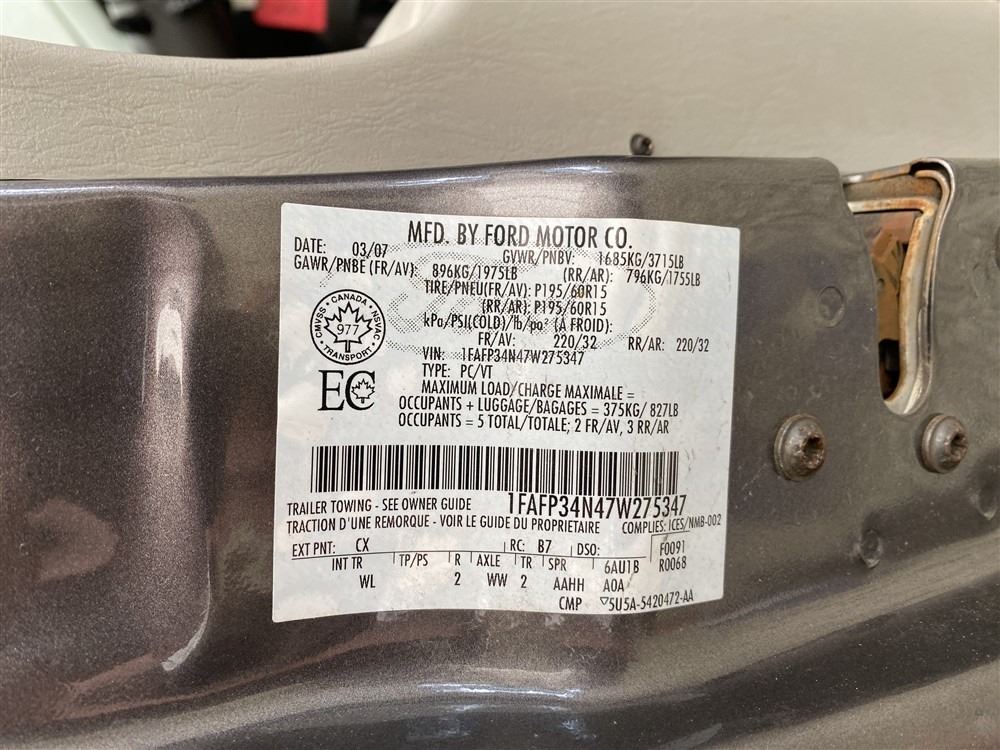 MFD. BY FORD MOTOR CO.
DATE: 03/07 GVWR/PNBV: 1685KG/3715LB
GAWR/PNBE (FR/AV): 896KG/1975LB (RR/AR): 796KG/1755LB
TIRE/PNEU(FR/AV): P195/60R15
(RR/AR): P195/60R15
kPa/PSI(COLD)/lb/po² (A FROID):
FR/AV: 220/32 RR/AR: 220/32
VIN: 1FAFP34N47W275347
TYPE: PC/VT
MAXIMUM LOAD/CHARGE MAXIMALE =
OCCUPANTS + LUGGAGE/BAGAGES = 375KG/ 827LB
OCCUPANTS = 5 TOTAL/TOTALE; 2 FR/AV, 3 RR/AR
CANADA
CMVSS 977 NSVAC
TRANSPORT
EC
1FAFP34N47W275347
TRAILER TOWING - SEE OWNER GUIDE
TRACTION D'UNE REMORQUE - VOIR LE GUIDE DU PROPRIETAIRE COMPLIES: ICES/NMB-002
EXT PNT: CX RC: B7 DSO: F0091
INT TR TP/PS R AXLE TR SPR 6AU1B R0068
WL 2 WW 2 AAHH A0A
CMP ▽5U5A-5420472-AA